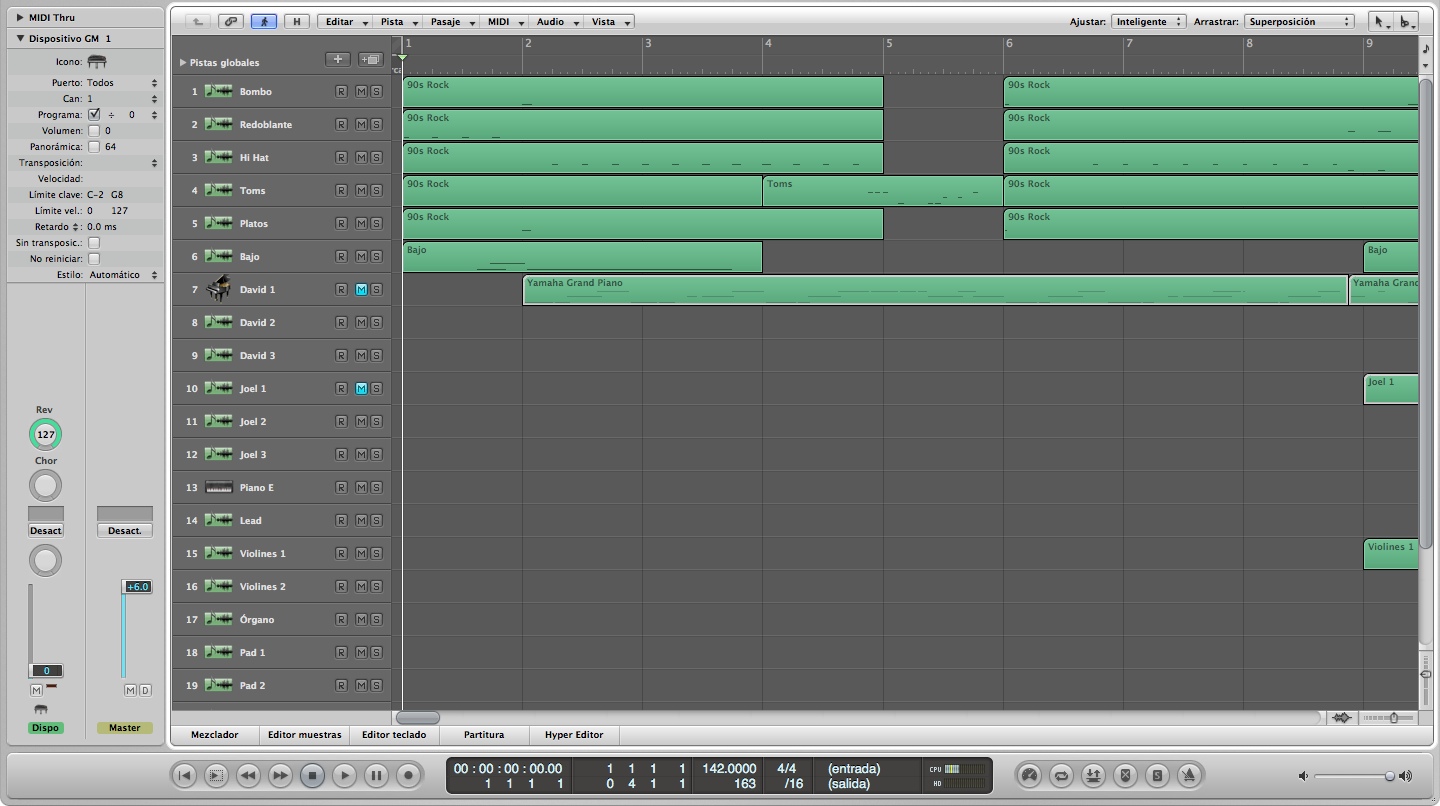 MIDI Thru
Dispositivo GM 1
Icono:
Puerto: Todos
Can: 1
Programa: ÷ 0
Volumen: 0
Panorámica: 64
Transposición:
Velocidad:
Límite clave: C-2 G8
Límite vel.: 0 127
Retardo: 0.0 ms
Sin transposic.:
No reiniciar:
Estilo: Automático
Rev
127
Chor
Desact Desact.
+6.0
0
M M D
Dispo Master
H Editar Pista Pasaje MIDI Audio Vista Ajustar: Inteligente Arrastrar: Superposición
Pistas globales 1 2 3 4 5 6 7 8 9
1 Bombo R M S 90s Rock 90s Rock
2 Redoblante R M S 90s Rock 90s Rock
3 Hi Hat R M S 90s Rock 90s Rock
4 Toms R M S 90s Rock Toms 90s Rock
5 Platos R M S 90s Rock 90s Rock
6 Bajo R M S Bajo Bajo
7 David 1 R M S Yamaha Grand Piano Yamaha Grand
8 David 2 R M S
9 David 3 R M S
10 Joel 1 R M S Joel 1
11 Joel 2 R M S
12 Joel 3 R M S
13 Piano E R M S
14 Lead R M S
15 Violines 1 R M S Violines 1
16 Violines 2 R M S
17 Órgano R M S
18 Pad 1 R M S
19 Pad 2 R M S
Mezclador Editor muestras Editor teclado Partitura Hyper Editor
00 : 00 : 00 : 00.00 1 1 1 1 142.0000 4/4 (entrada) CPU
1 1 1 1 0 4 1 1 163 /16 (salida) HD
S